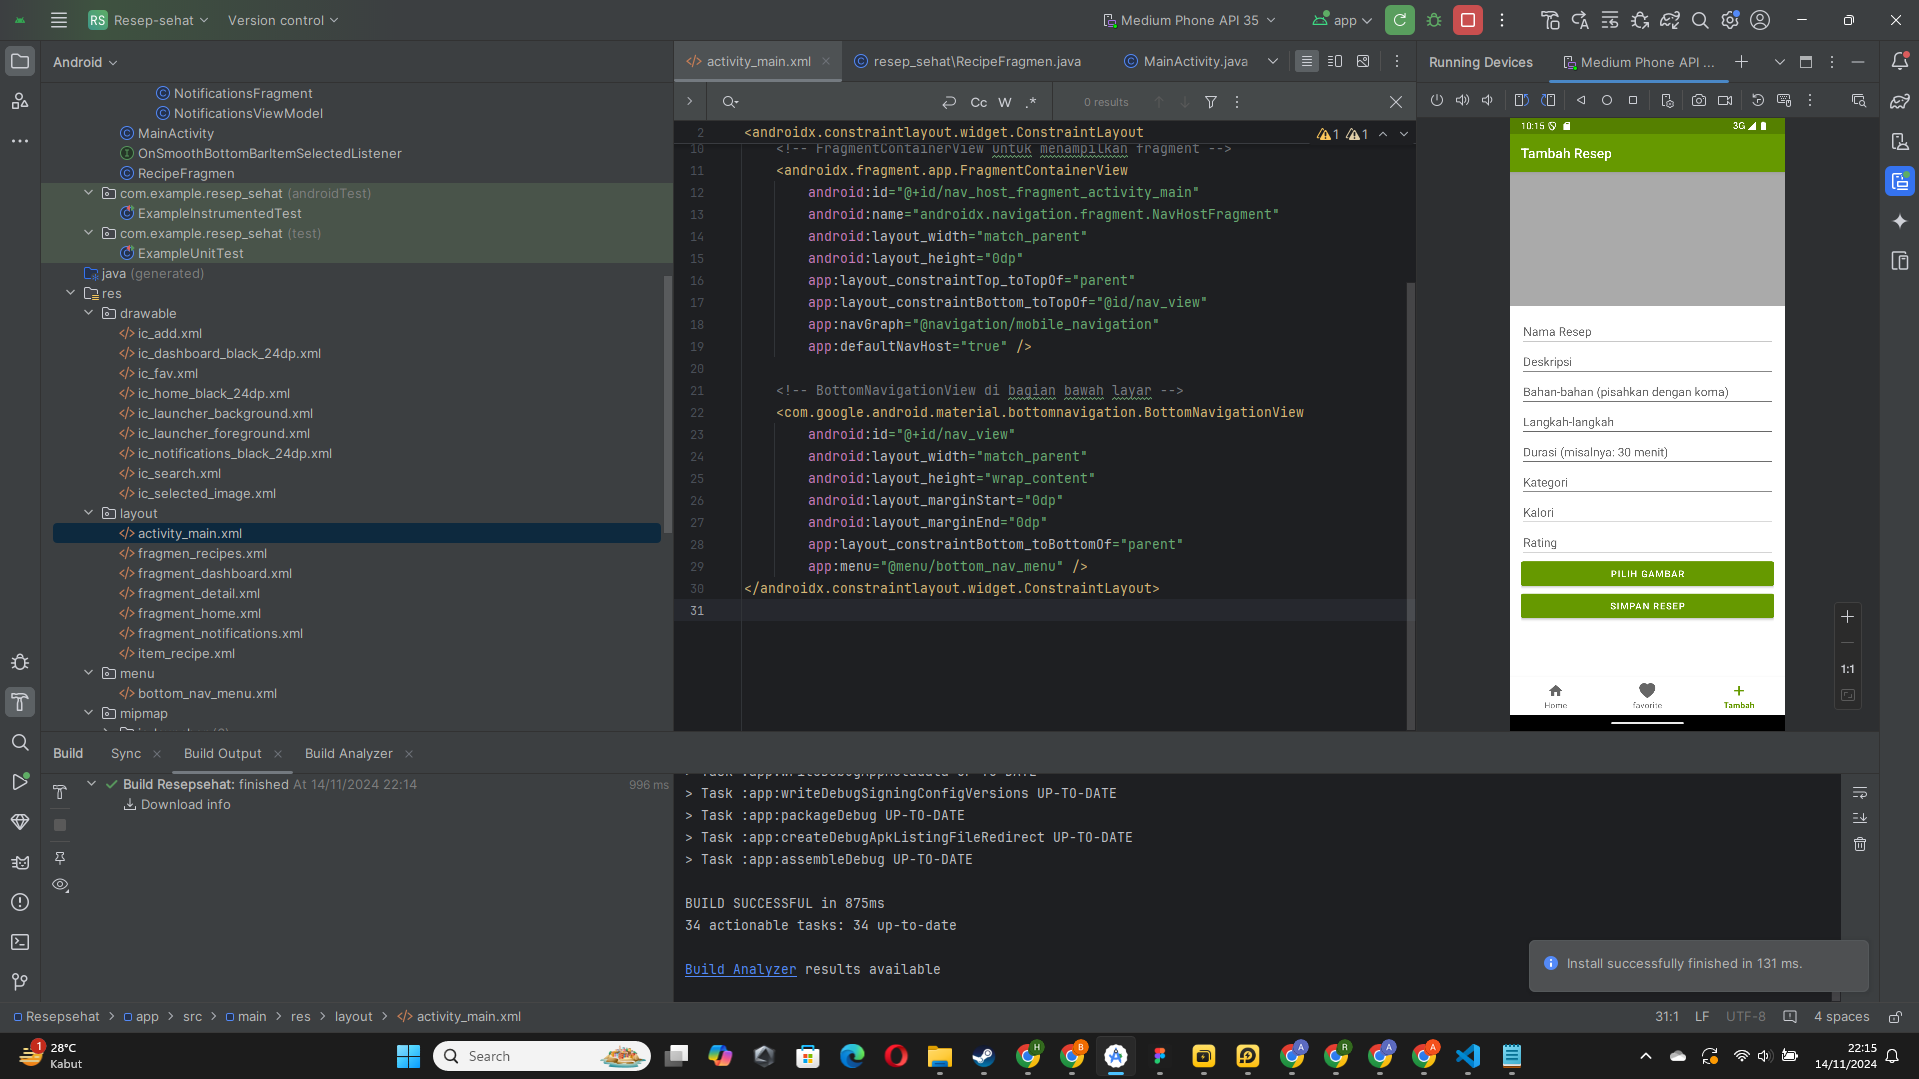 RS Resep-sehat
Version control
Medium Phone API 35
app
Android
activity_main.xml
resep_sehat\RecipeFragmen.java
MainActivity.java
Running Devices
Medium Phone API ...
Cc W .*
0 results
NotificationsFragment
NotificationsViewModel
MainActivity
OnSmoothBottomBarItemSelectedListener
RecipeFragmen
com.example.resep_sehat (androidTest)
ExampleInstrumentedTest
com.example.resep_sehat (test)
ExampleUnitTest
java (generated)
res
drawable
ic_add.xml
ic_dashboard_black_24dp.xml
ic_fav.xml
ic_home_black_24dp.xml
ic_launcher_background.xml
ic_launcher_foreground.xml
ic_notifications_black_24dp.xml
ic_search.xml
ic_selected_image.xml
layout
activity_main.xml
fragmen_recipes.xml
fragment_dashboard.xml
fragment_detail.xml
fragment_home.xml
fragment_notifications.xml
item_recipe.xml
menu
bottom_nav_menu.xml
mipmap
2 <androidx.constraintlayout.widget.ConstraintLayout
1 1
10 <!-- FragmentContainerView untuk menampilkan fragment -->
11 <androidx.fragment.app.FragmentContainerView
12 android:id="@+id/nav_host_fragment_activity_main"
13 android:name="androidx.navigation.fragment.NavHostFragment"
14 android:layout_width="match_parent"
15 android:layout_height="0dp"
16 app:layout_constraintTop_toTopOf="parent"
17 app:layout_constraintBottom_toTopOf="@id/nav_view"
18 app:navGraph="@navigation/mobile_navigation"
19 app:defaultNavHost="true" />
20
21 <!-- BottomNavigationView di bagian bawah layar -->
22 <com.google.android.material.bottomnavigation.BottomNavigationView
23 android:id="@+id/nav_view"
24 android:layout_width="match_parent"
25 android:layout_height="wrap_content"
26 android:layout_marginStart="0dp"
27 android:layout_marginEnd="0dp"
28 app:layout_constraintBottom_toBottomOf="parent"
29 app:menu="@menu/bottom_nav_menu" />
30 </androidx.constraintlayout.widget.ConstraintLayout>
31
10:15 3G
Tambah Resep
Nama Resep
Deskripsi
Bahan-bahan (pisahkan dengan koma)
Langkah-langkah
Durasi (misalnya: 30 menit)
Kategori
Kalori
Rating
PILIH GAMBAR
SIMPAN RESEP
Home favorite Tambah
1:1
Build Sync Build Output Build Analyzer
Build Resepsehat: finished At 14/11/2024 22:14 996 ms
Download info
> Task :app:writeDebugAppMetadata UP-TO-DATE
> Task :app:writeDebugSigningConfigVersions UP-TO-DATE
> Task :app:packageDebug UP-TO-DATE
> Task :app:createDebugApkListingFileRedirect UP-TO-DATE
> Task :app:assembleDebug UP-TO-DATE
BUILD SUCCESSFUL in 875ms
34 actionable tasks: 34 up-to-date
Build Analyzer results available
Install successfully finished in 131 ms.
Resepsehat > app > src > main > res > layout > activity_main.xml
31:1 LF UTF-8 4 spaces
1
28°C
Kabut
Search
H B A R A A
22:15
14/11/2024